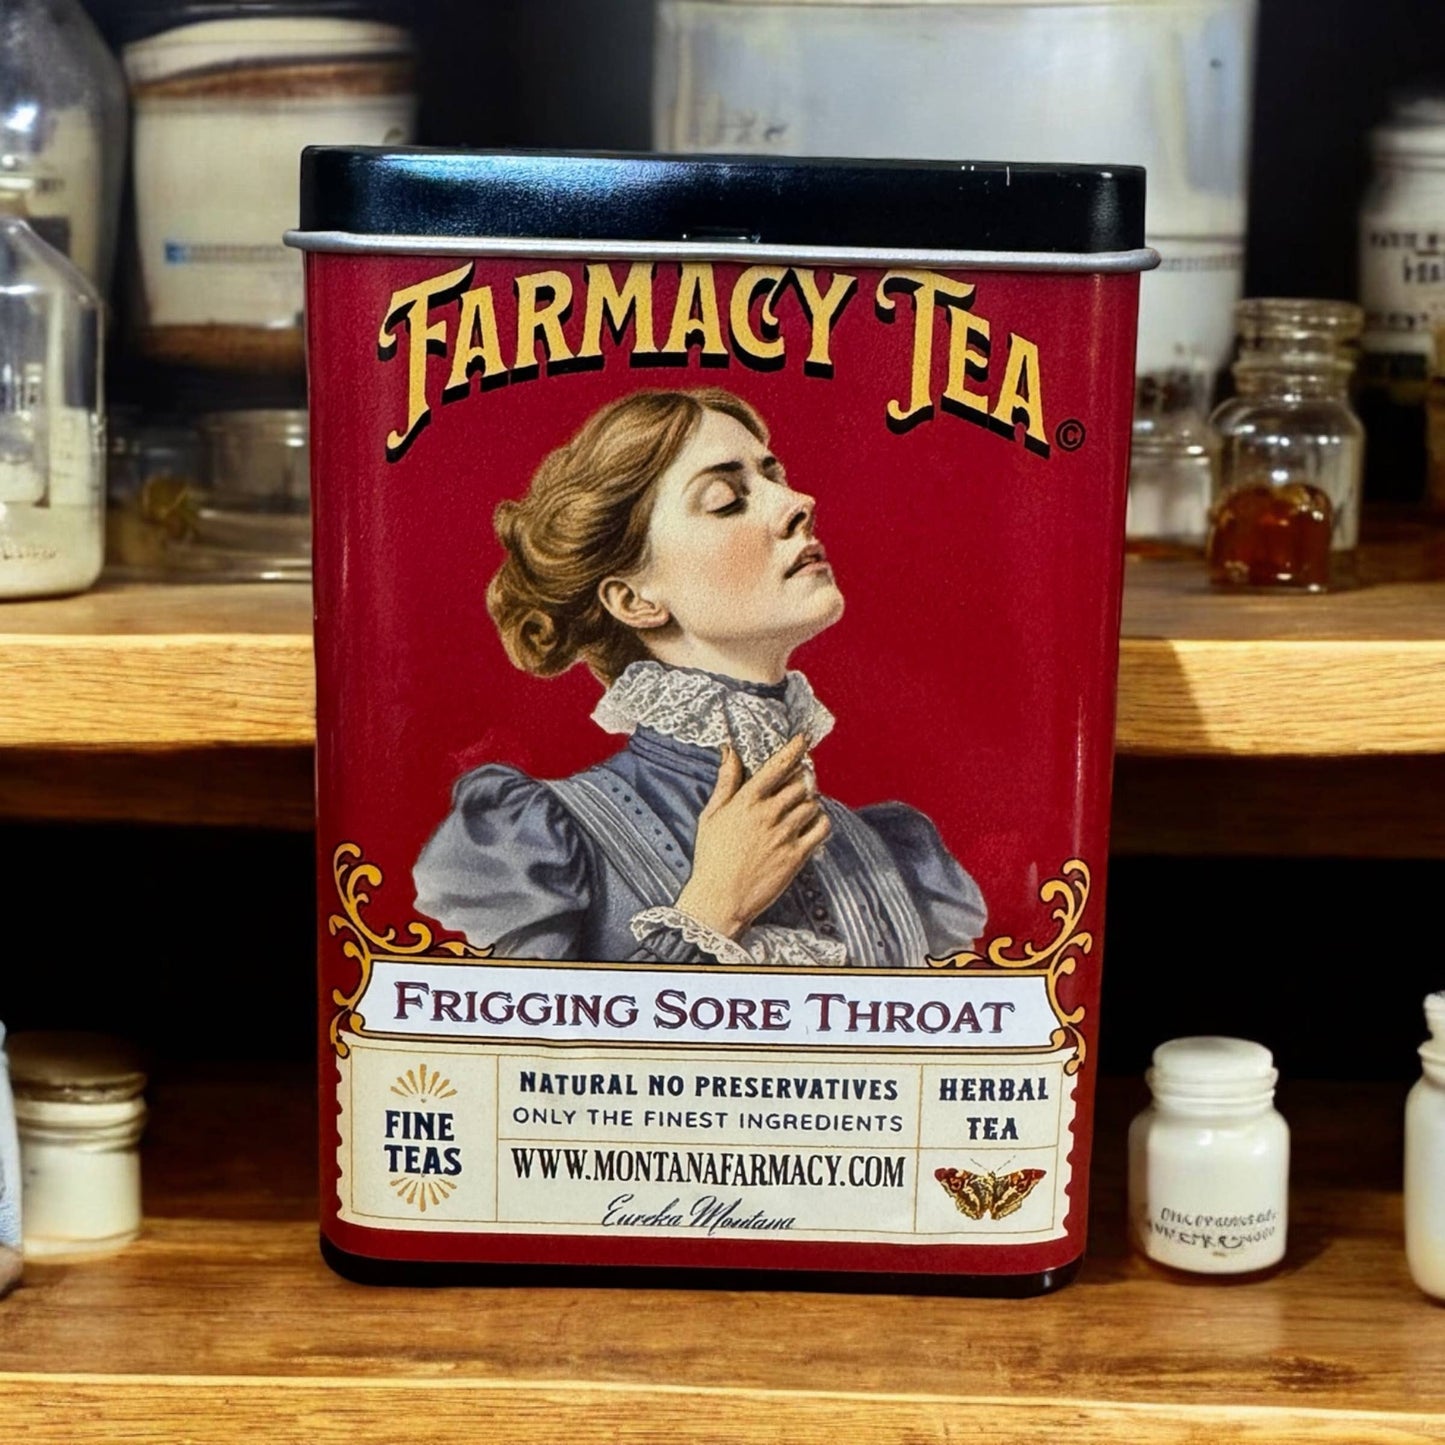 FARMACY TEA ©
FRIGGING SORE THROAT
FINE
TEAS
NATURAL NO PRESERVATIVES
ONLY THE FINEST INGREDIENTS
WWW.MONTANAFARMACY.COM
Eureka Montana
HERBAL
TEA